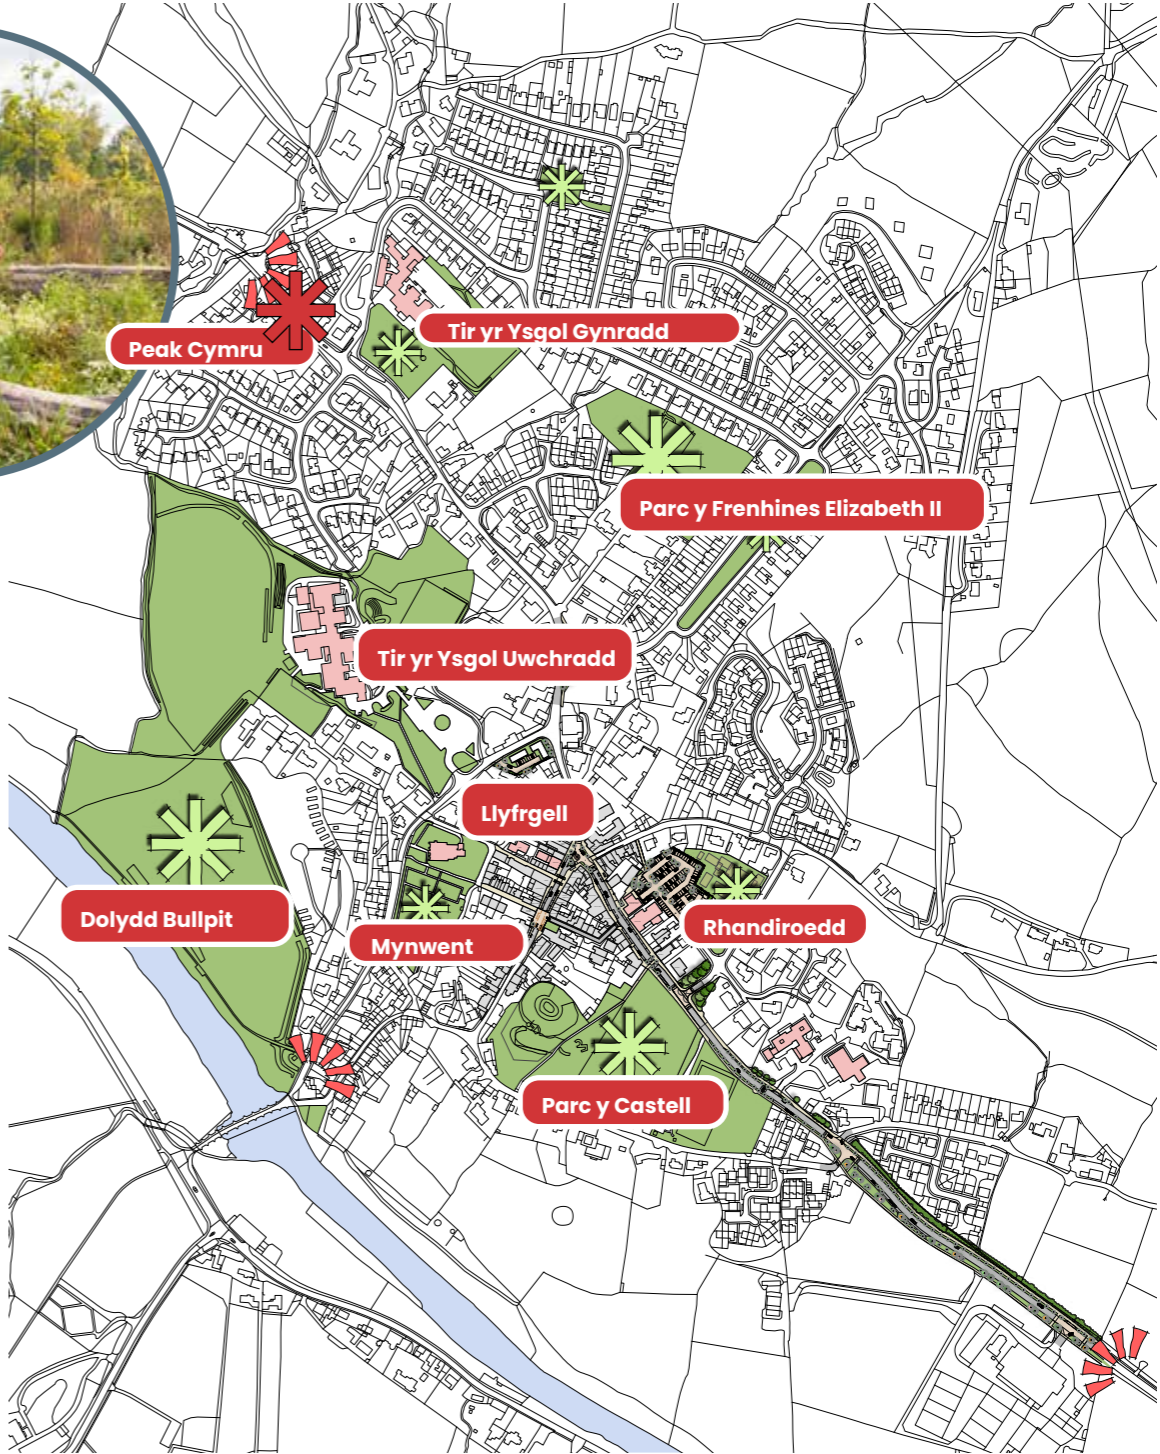 Tir yr Ysgol Gynradd
Peak Cymru
Parc y Frenhines Elizabeth II
Tir yr Ysgol Uwchradd
Llyfrgell
Dolydd Bullpit
Mynwent
Rhandiroedd
Parc y Castell